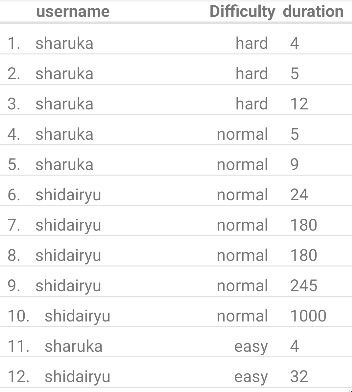 username Difficulty duration
1. sharuka hard 4
2. sharuka hard 5
3. sharuka hard 12
4. sharuka normal 5
5. sharuka normal 9
6. shidairyu normal 24
7. shidairyu normal 180
8. shidairyu normal 180
9. shidairyu normal 245
10. shidairyu normal 1000
11. sharuka easy 4
12. shidairyu easy 32